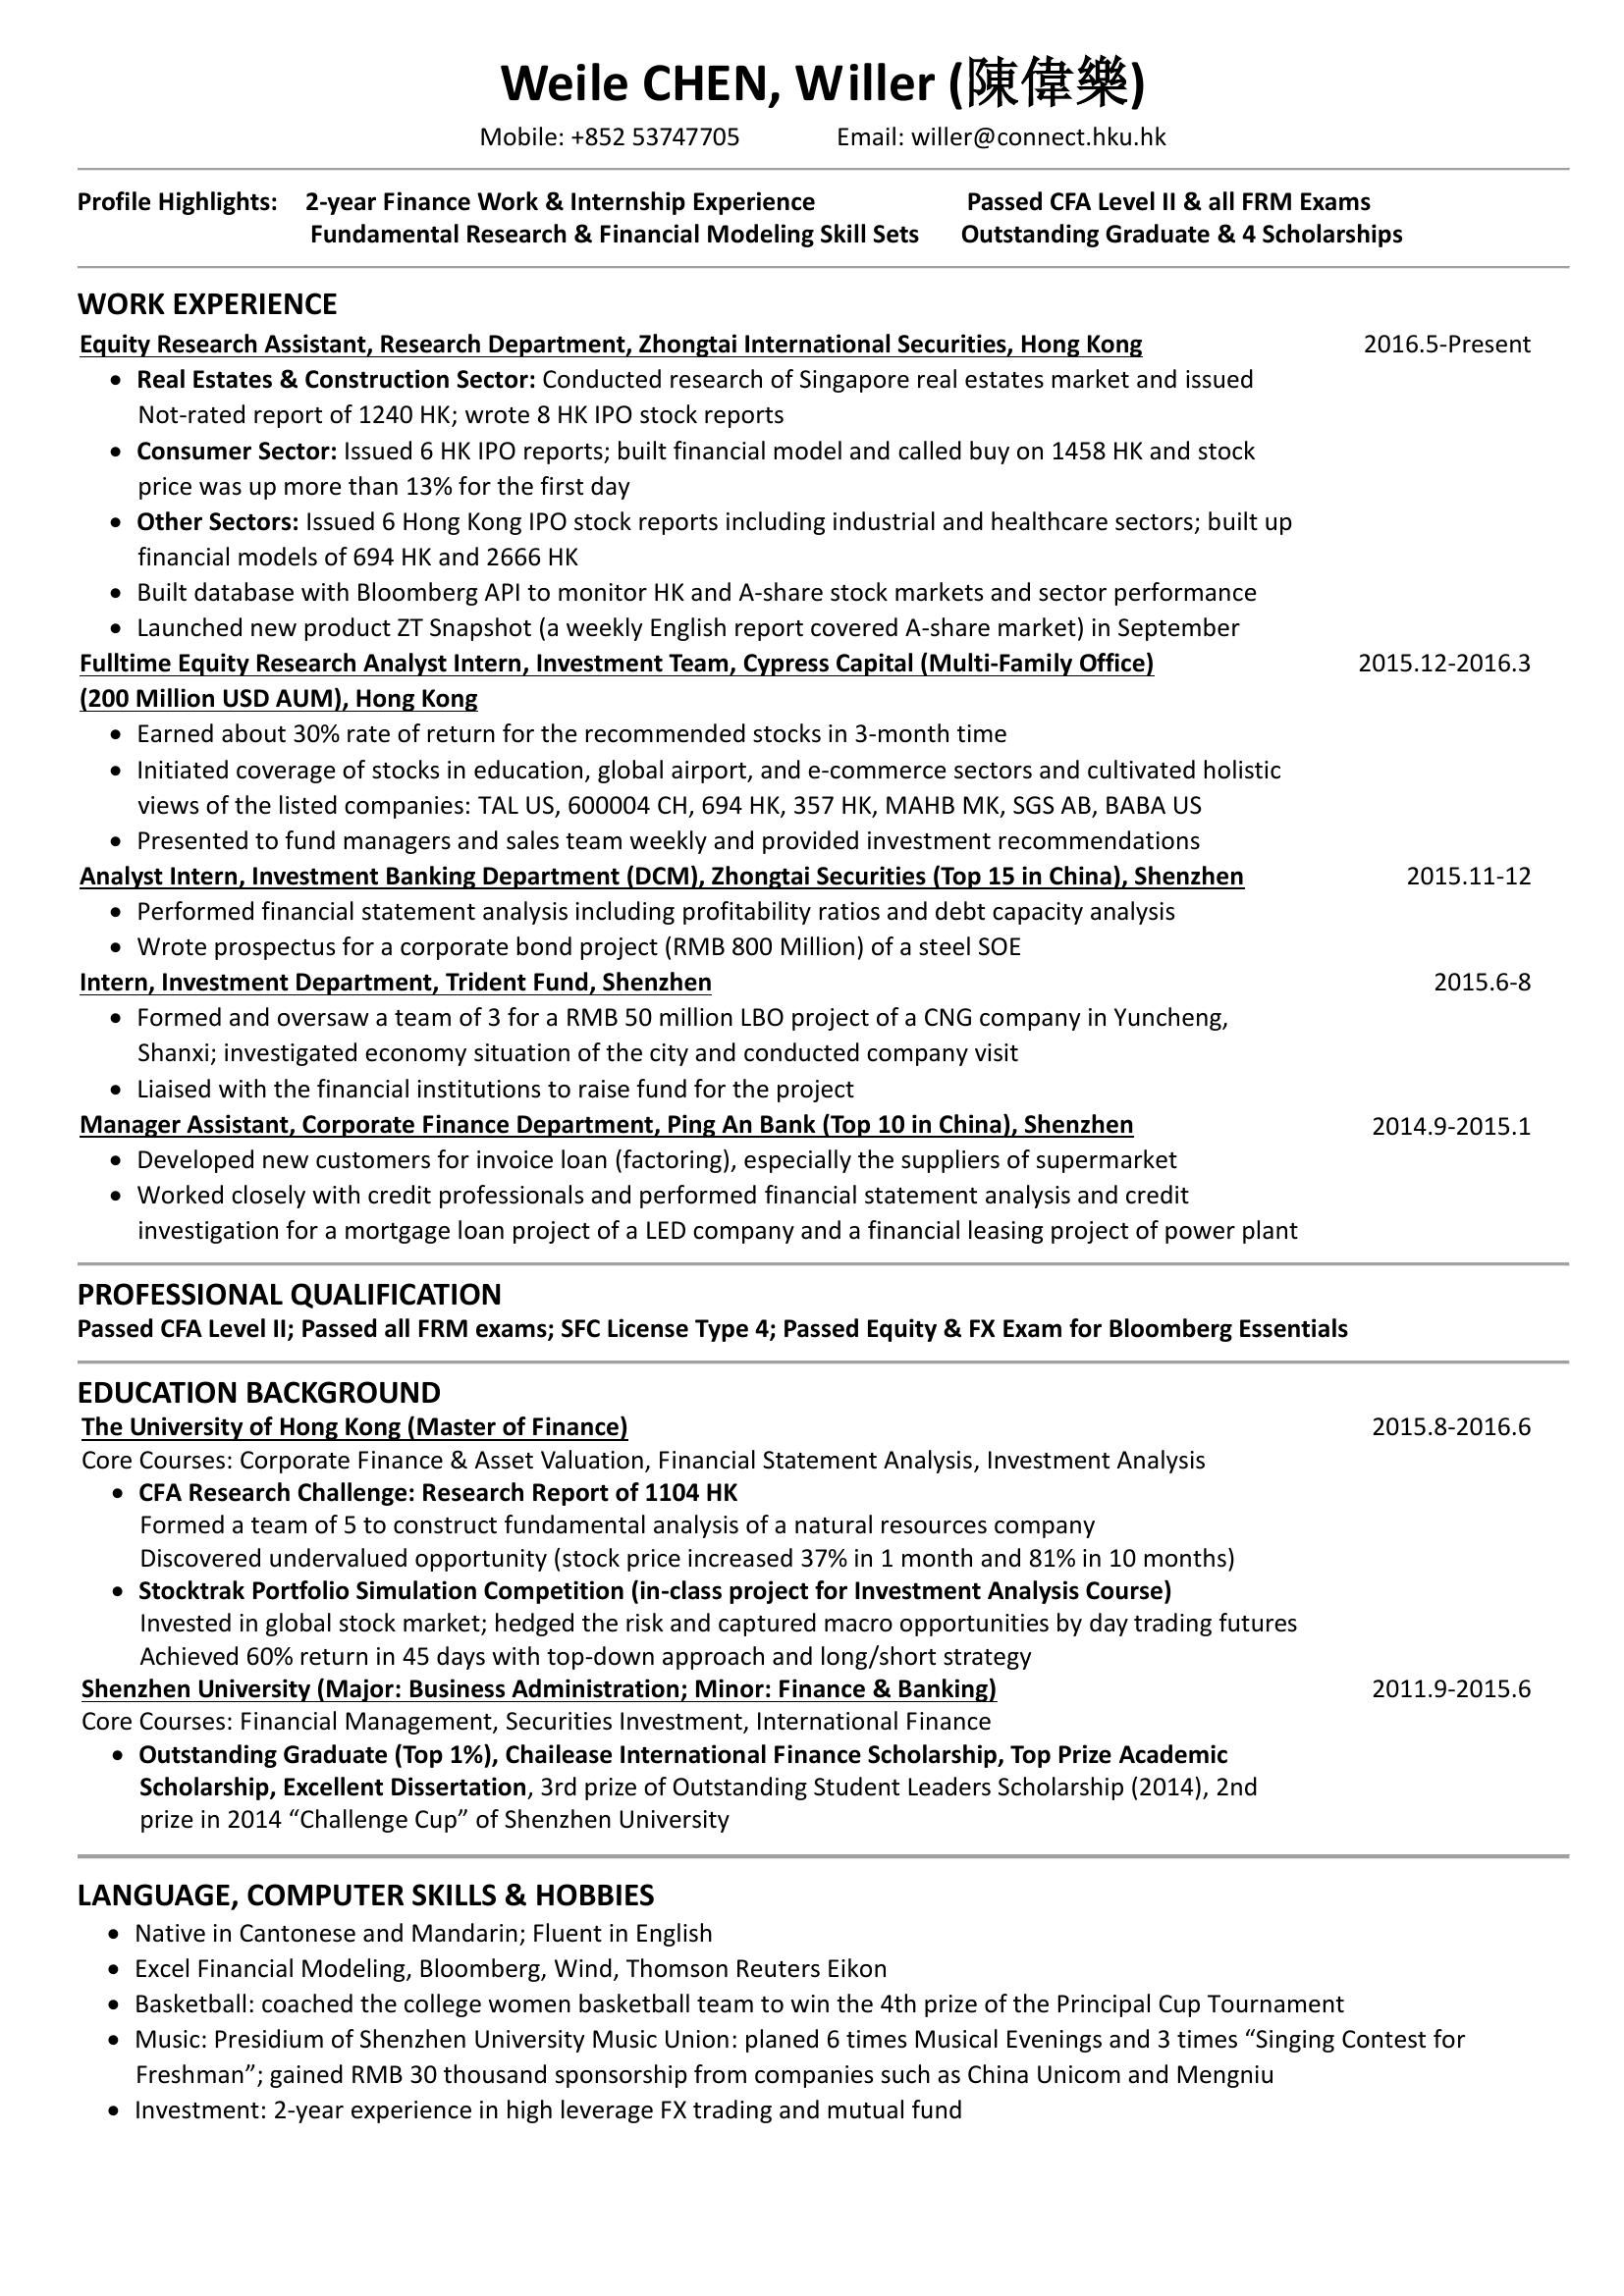 Weile CHEN, Willer (陳偉樂)
Mobile: +852 53747705 Email: willer@connect.hku.hk
Profile Highlights: 2-year Finance Work & Internship Experience Passed CFA Level II & all FRM Exams
Fundamental Research & Financial Modeling Skill Sets Outstanding Graduate & 4 Scholarships
WORK EXPERIENCE
Equity Research Assistant, Research Department, Zhongtai International Securities, Hong Kong 2016.5-Present
• Real Estates & Construction Sector: Conducted research of Singapore real estates market and issued
Not-rated report of 1240 HK; wrote 8 HK IPO stock reports
• Consumer Sector: Issued 6 HK IPO reports; built financial model and called buy on 1458 HK and stock
price was up more than 13% for the first day
• Other Sectors: Issued 6 Hong Kong IPO stock reports including industrial and healthcare sectors; built up
financial models of 694 HK and 2666 HK
• Built database with Bloomberg API to monitor HK and A-share stock markets and sector performance
• Launched new product ZT Snapshot (a weekly English report covered A-share market) in September
Fulltime Equity Research Analyst Intern, Investment Team, Cypress Capital (Multi-Family Office) 2015.12-2016.3
(200 Million USD AUM), Hong Kong
• Earned about 30% rate of return for the recommended stocks in 3-month time
• Initiated coverage of stocks in education, global airport, and e-commerce sectors and cultivated holistic
views of the listed companies: TAL US, 600004 CH, 694 HK, 357 HK, MAHB MK, SGS AB, BABA US
• Presented to fund managers and sales team weekly and provided investment recommendations
Analyst Intern, Investment Banking Department (DCM), Zhongtai Securities (Top 15 in China), Shenzhen 2015.11-12
• Performed financial statement analysis including profitability ratios and debt capacity analysis
• Wrote prospectus for a corporate bond project (RMB 800 Million) of a steel SOE
Intern, Investment Department, Trident Fund, Shenzhen 2015.6-8
• Formed and oversaw a team of 3 for a RMB 50 million LBO project of a CNG company in Yuncheng,
Shanxi; investigated economy situation of the city and conducted company visit
• Liaised with the financial institutions to raise fund for the project
Manager Assistant, Corporate Finance Department, Ping An Bank (Top 10 in China), Shenzhen 2014.9-2015.1
• Developed new customers for invoice loan (factoring), especially the suppliers of supermarket
• Worked closely with credit professionals and performed financial statement analysis and credit
investigation for a mortgage loan project of a LED company and a financial leasing project of power plant
PROFESSIONAL QUALIFICATION
Passed CFA Level II; Passed all FRM exams; SFC License Type 4; Passed Equity & FX Exam for Bloomberg Essentials
EDUCATION BACKGROUND
The University of Hong Kong (Master of Finance) 2015.8-2016.6
Core Courses: Corporate Finance & Asset Valuation, Financial Statement Analysis, Investment Analysis
• CFA Research Challenge: Research Report of 1104 HK
Formed a team of 5 to construct fundamental analysis of a natural resources company
Discovered undervalued opportunity (stock price increased 37% in 1 month and 81% in 10 months)
• Stocktrak Portfolio Simulation Competition (in-class project for Investment Analysis Course)
Invested in global stock market; hedged the risk and captured macro opportunities by day trading futures
Achieved 60% return in 45 days with top-down approach and long/short strategy
Shenzhen University (Major: Business Administration; Minor: Finance & Banking) 2011.9-2015.6
Core Courses: Financial Management, Securities Investment, International Finance
• Outstanding Graduate (Top 1%), Chailease International Finance Scholarship, Top Prize Academic
Scholarship, Excellent Dissertation, 3rd prize of Outstanding Student Leaders Scholarship (2014), 2nd
prize in 2014 “Challenge Cup” of Shenzhen University
LANGUAGE, COMPUTER SKILLS & HOBBIES
• Native in Cantonese and Mandarin; Fluent in English
• Excel Financial Modeling, Bloomberg, Wind, Thomson Reuters Eikon
• Basketball: coached the college women basketball team to win the 4th prize of the Principal Cup Tournament
• Music: Presidium of Shenzhen University Music Union: planed 6 times Musical Evenings and 3 times “Singing Contest for
Freshman”; gained RMB 30 thousand sponsorship from companies such as China Unicom and Mengniu
• Investment: 2-year experience in high leverage FX trading and mutual fund